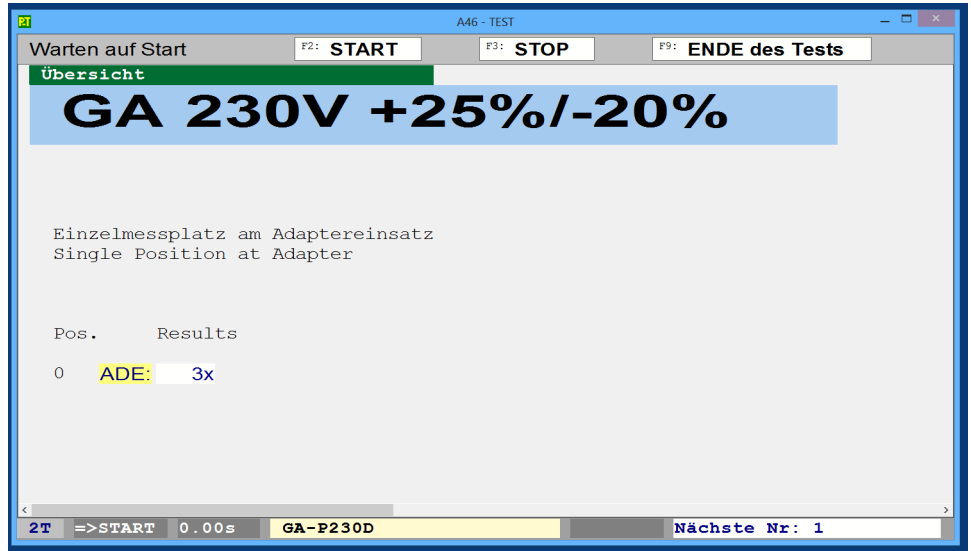 2T
A46 - TEST
Warten auf Start F2: START F3: STOP F9: ENDE des Tests
Übersicht
GA 230V +25%/-20%
Einzelmessplatz am Adaptereinsatz
Single Position at Adapter
Pos. Results
0 ADE: 3x
2T =>START 0.00s GA-P230D Nächste Nr: 1